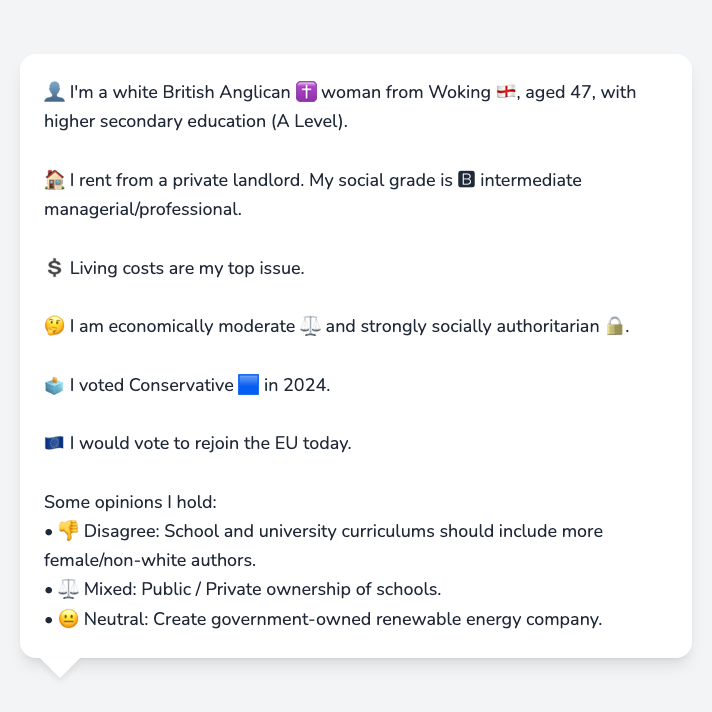 👤 I'm a white British Anglican ✝️ woman from Woking 🏴󠁧󠁢󠁥󠁮󠁧󠁿, aged 47, with
higher secondary education (A Level).
🏠 I rent from a private landlord. My social grade is 🅱 intermediate
managerial/professional.
💲 Living costs are my top issue.
🤔 I am economically moderate ⚖️ and strongly socially authoritarian 🔒.
🗳️ I voted Conservative 🟦 in 2024.
🇪🇺 I would vote to rejoin the EU today.
Some opinions I hold:
• 👎 Disagree: School and university curriculums should include more
female/non-white authors.
• ⚖️ Mixed: Public / Private ownership of schools.
• 😐 Neutral: Create government-owned renewable energy company.